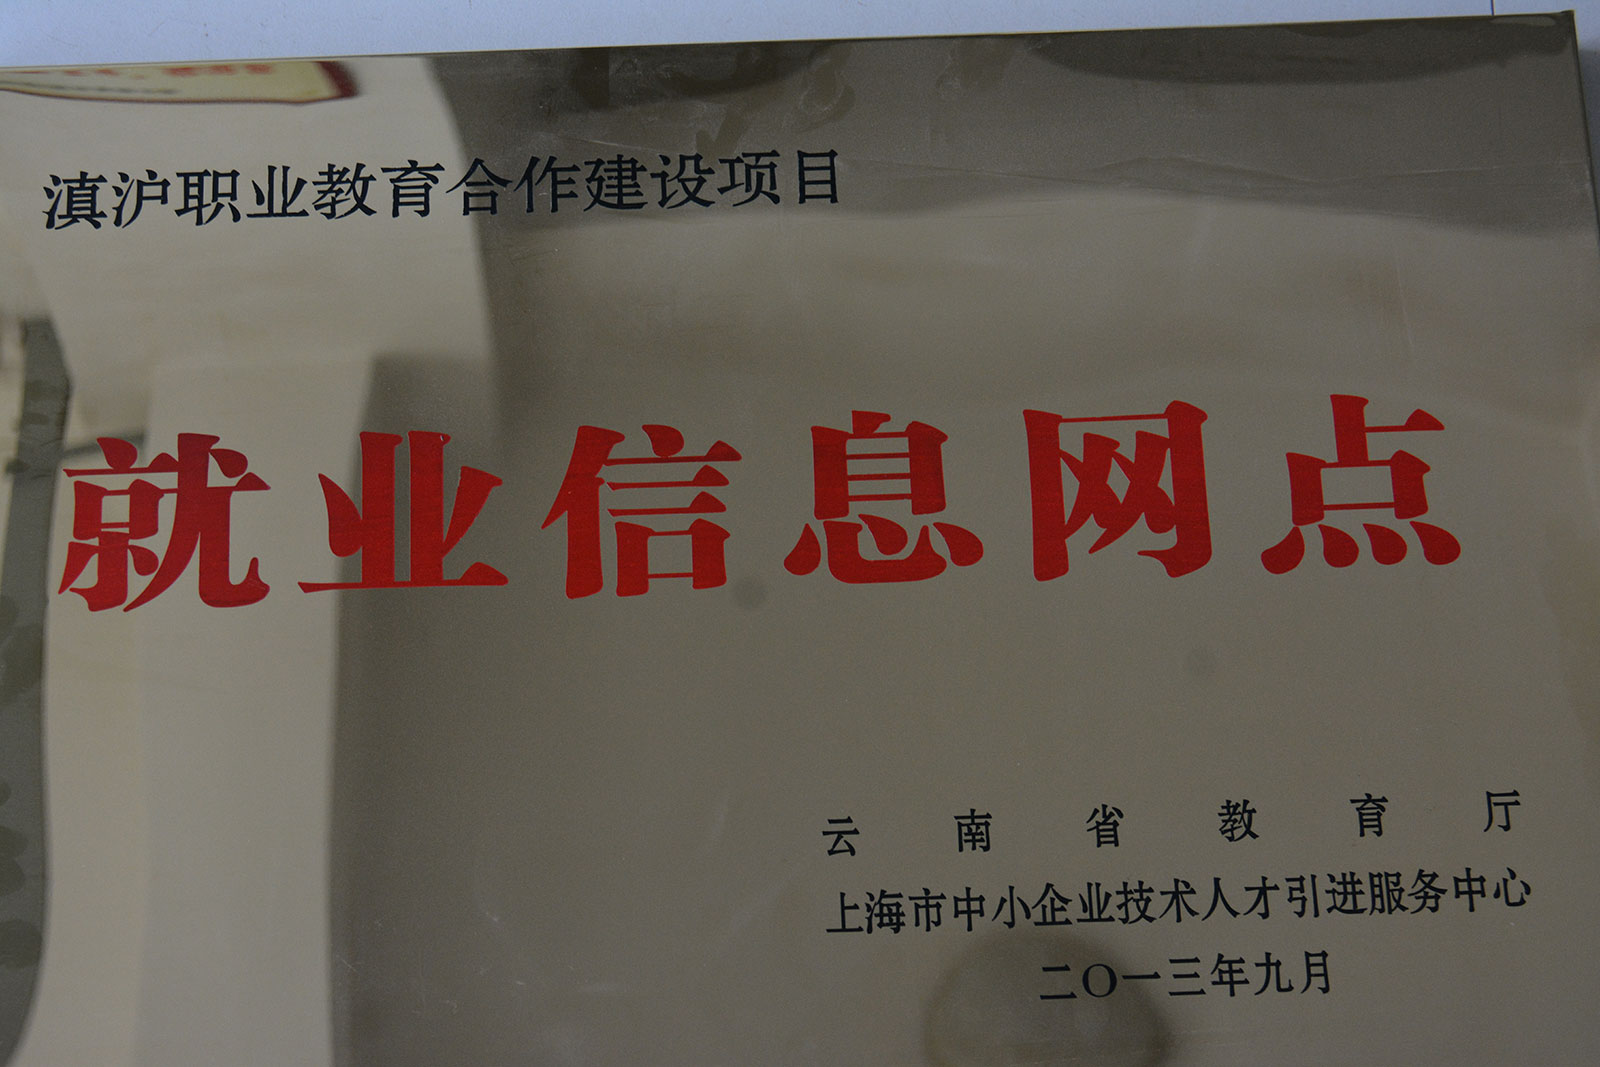 滇沪职业教育合作建设项目
就业信息网点
云南省教育厅
上海市中小企业技术人才引进服务中心
二〇一三年九月